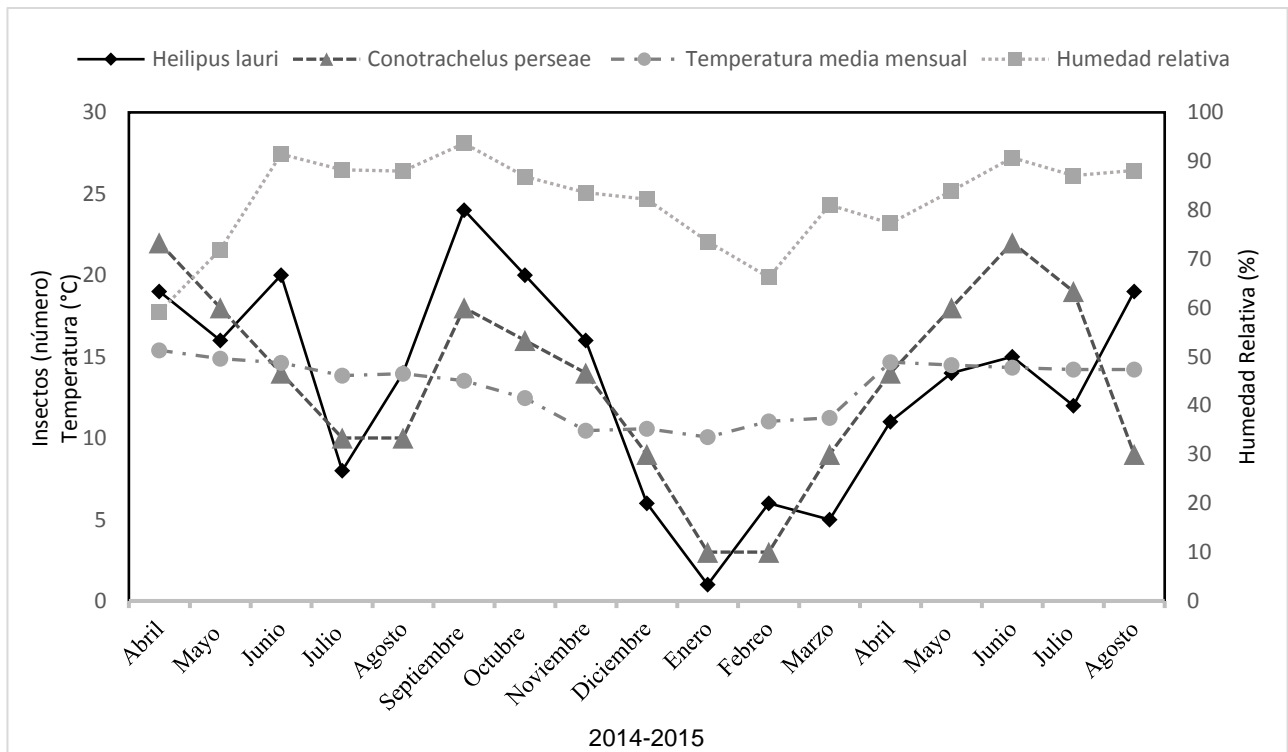 Heilipus lauri Conotrachelus perseae Temperatura media mensual Humedad relativa
30
25
20
15
10
5
0
Insectos (número)
Temperatura (°C)
100
90
80
70
60
50
40
30
20
10
0
Humedad Relativa (%)
Abril
Mayo
Junio
Julio
Agosto
Septiembre
Octubre
Noviembre
Diciembre
Enero
Febreo
Marzo
Abril
Mayo
Junio
Julio
Agosto
2014-2015